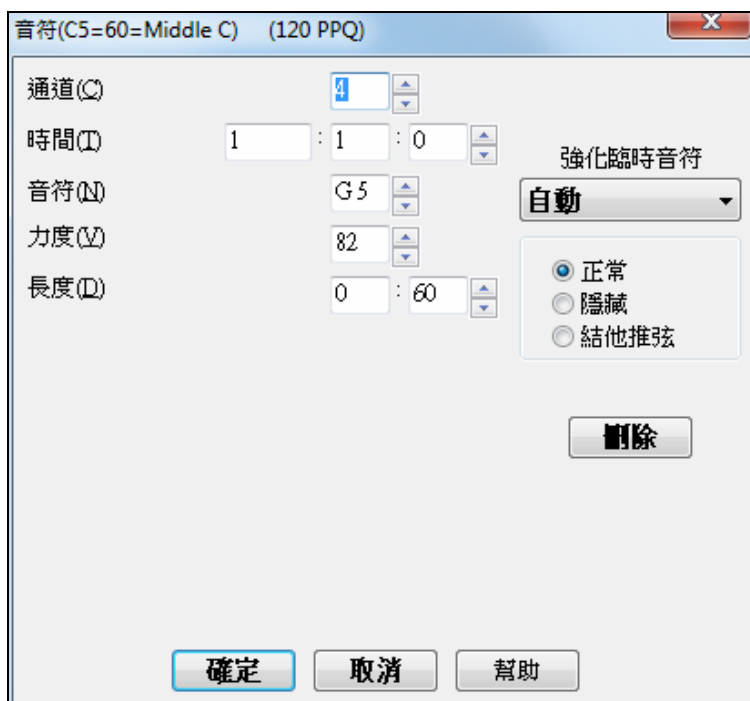 音符(C5=60=Middle C) (120 PPQ)
通道(C) 4
時間(T) 1 : 1 : 0
強化臨時音符
音符(N) G5
自動
力度(V) 82
正常
長度(D) 0 : 60
隱藏
結他推弦
刪除
確定 取消 幫助